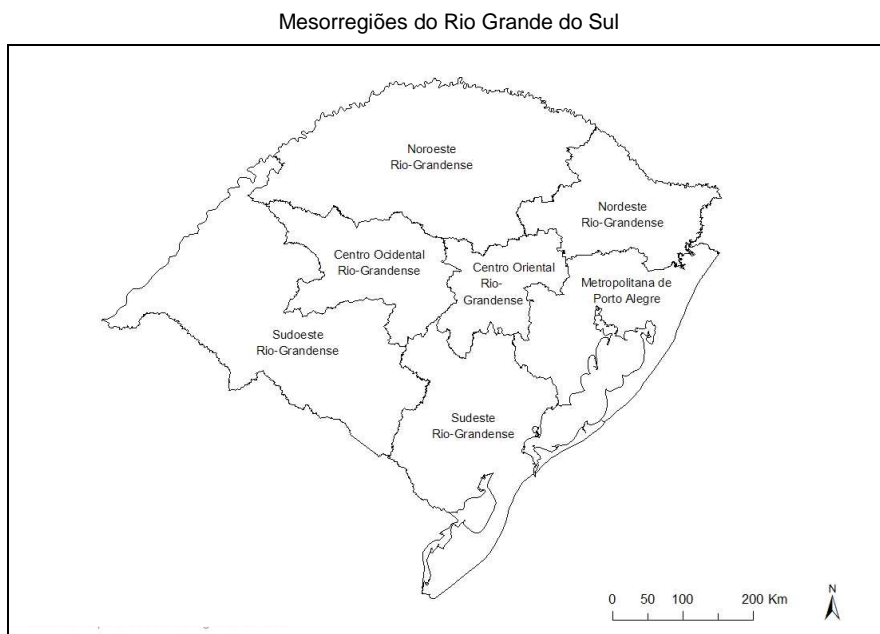 Mesorregiões do Rio Grande do Sul
Noroeste
Rio-Grandense
Nordeste
Rio-Grandense
Centro Ocidental
Rio-Grandense
Centro Oriental
Rio-
Grandense
Metropolitana de
Porto Alegre
Sudoeste
Rio-Grandense
Sudeste
Rio-Grandense
N
0 50 100 200 Km